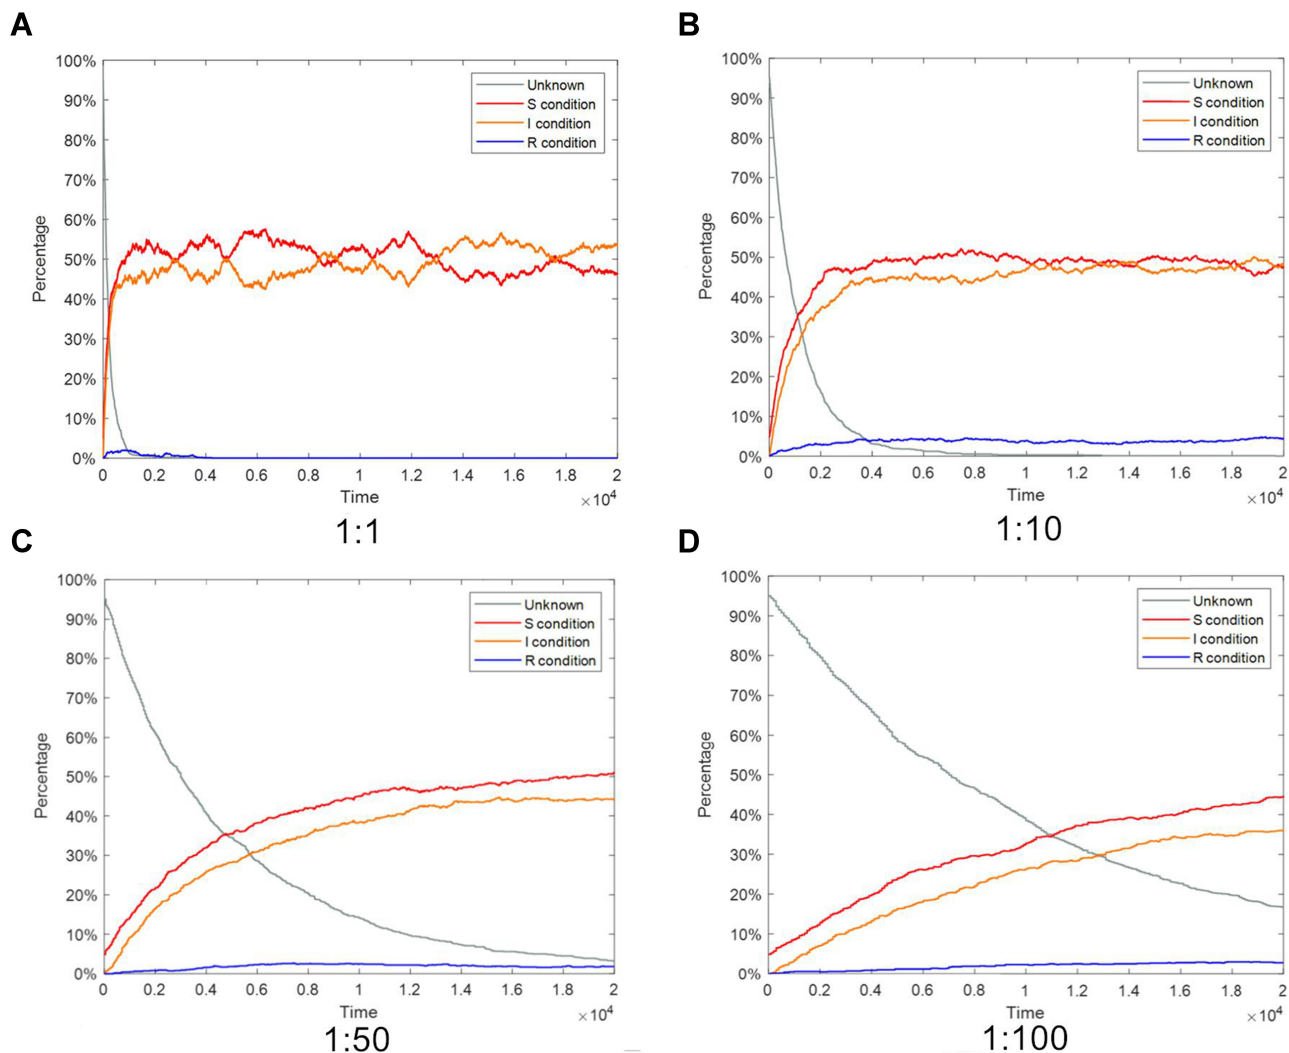 A
100%
90%
80%
70%
60%
50%
40%
30%
20%
10%
0%
Percentage
Unknown
S condition
I condition
R condition
0 0.2 0.4 0.6 0.8 1 1.2 1.4 1.6 1.8 2
Time
×10⁴
1:1
B
100%
90%
80%
70%
60%
50%
40%
30%
20%
10%
0%
Percentage
Unknown
S condition
I condition
R condition
0 0.2 0.4 0.6 0.8 1 1.2 1.4 1.6 1.8 2
Time
×10⁴
1:10
C
100%
90%
80%
70%
60%
50%
40%
30%
20%
10%
0%
Percentage
Unknown
S condition
I condition
R condition
0 0.2 0.4 0.6 0.8 1 1.2 1.4 1.6 1.8 2
Time
×10⁴
1:50
D
100%
90%
80%
70%
60%
50%
40%
30%
20%
10%
0%
Percentage
Unknown
S condition
I condition
R condition
0 0.2 0.4 0.6 0.8 1 1.2 1.4 1.6 1.8 2
Time
×10⁴
1:100